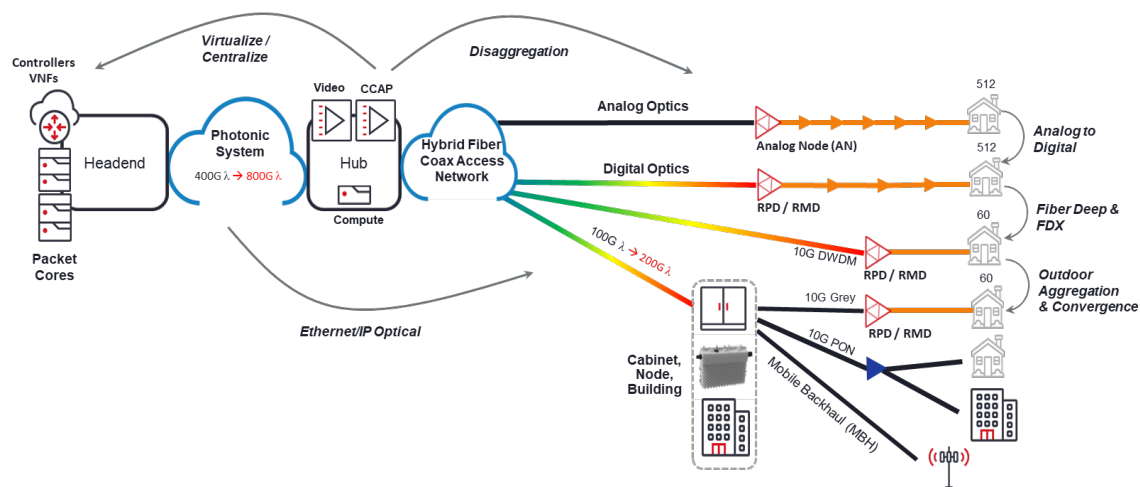 Virtualize /
Centralize
Disaggregation
Controllers
VNFs
Headend
Packet
Cores
Photonic
System
400G λ → 800G λ
Video
CCAP
Hub
Compute
Hybrid Fiber
Coax Access
Network
Ethernet/IP Optical
Analog Optics
Analog Node (AN)
512
Analog to
Digital
Digital Optics
RPD / RMD
512
Fiber Deep &
FDX
10G DWDM
RPD / RMD
60
Outdoor
Aggregation
& Convergence
100G λ → 200G λ
10G Grey
RPD / RMD
60
10G PON
Mobile Backhaul (MBH)
Cabinet,
Node,
Building